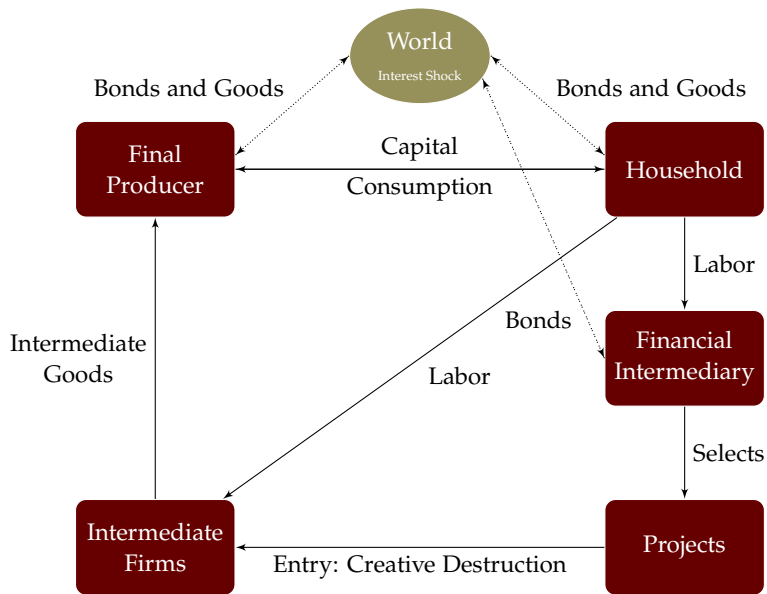 World
Interest Shock
Bonds and Goods
Bonds and Goods
Final
Producer
Capital
Consumption
Household
Labor
Intermediate
Goods
Bonds
Labor
Financial
Intermediary
Selects
Intermediate
Firms
Entry: Creative Destruction
Projects